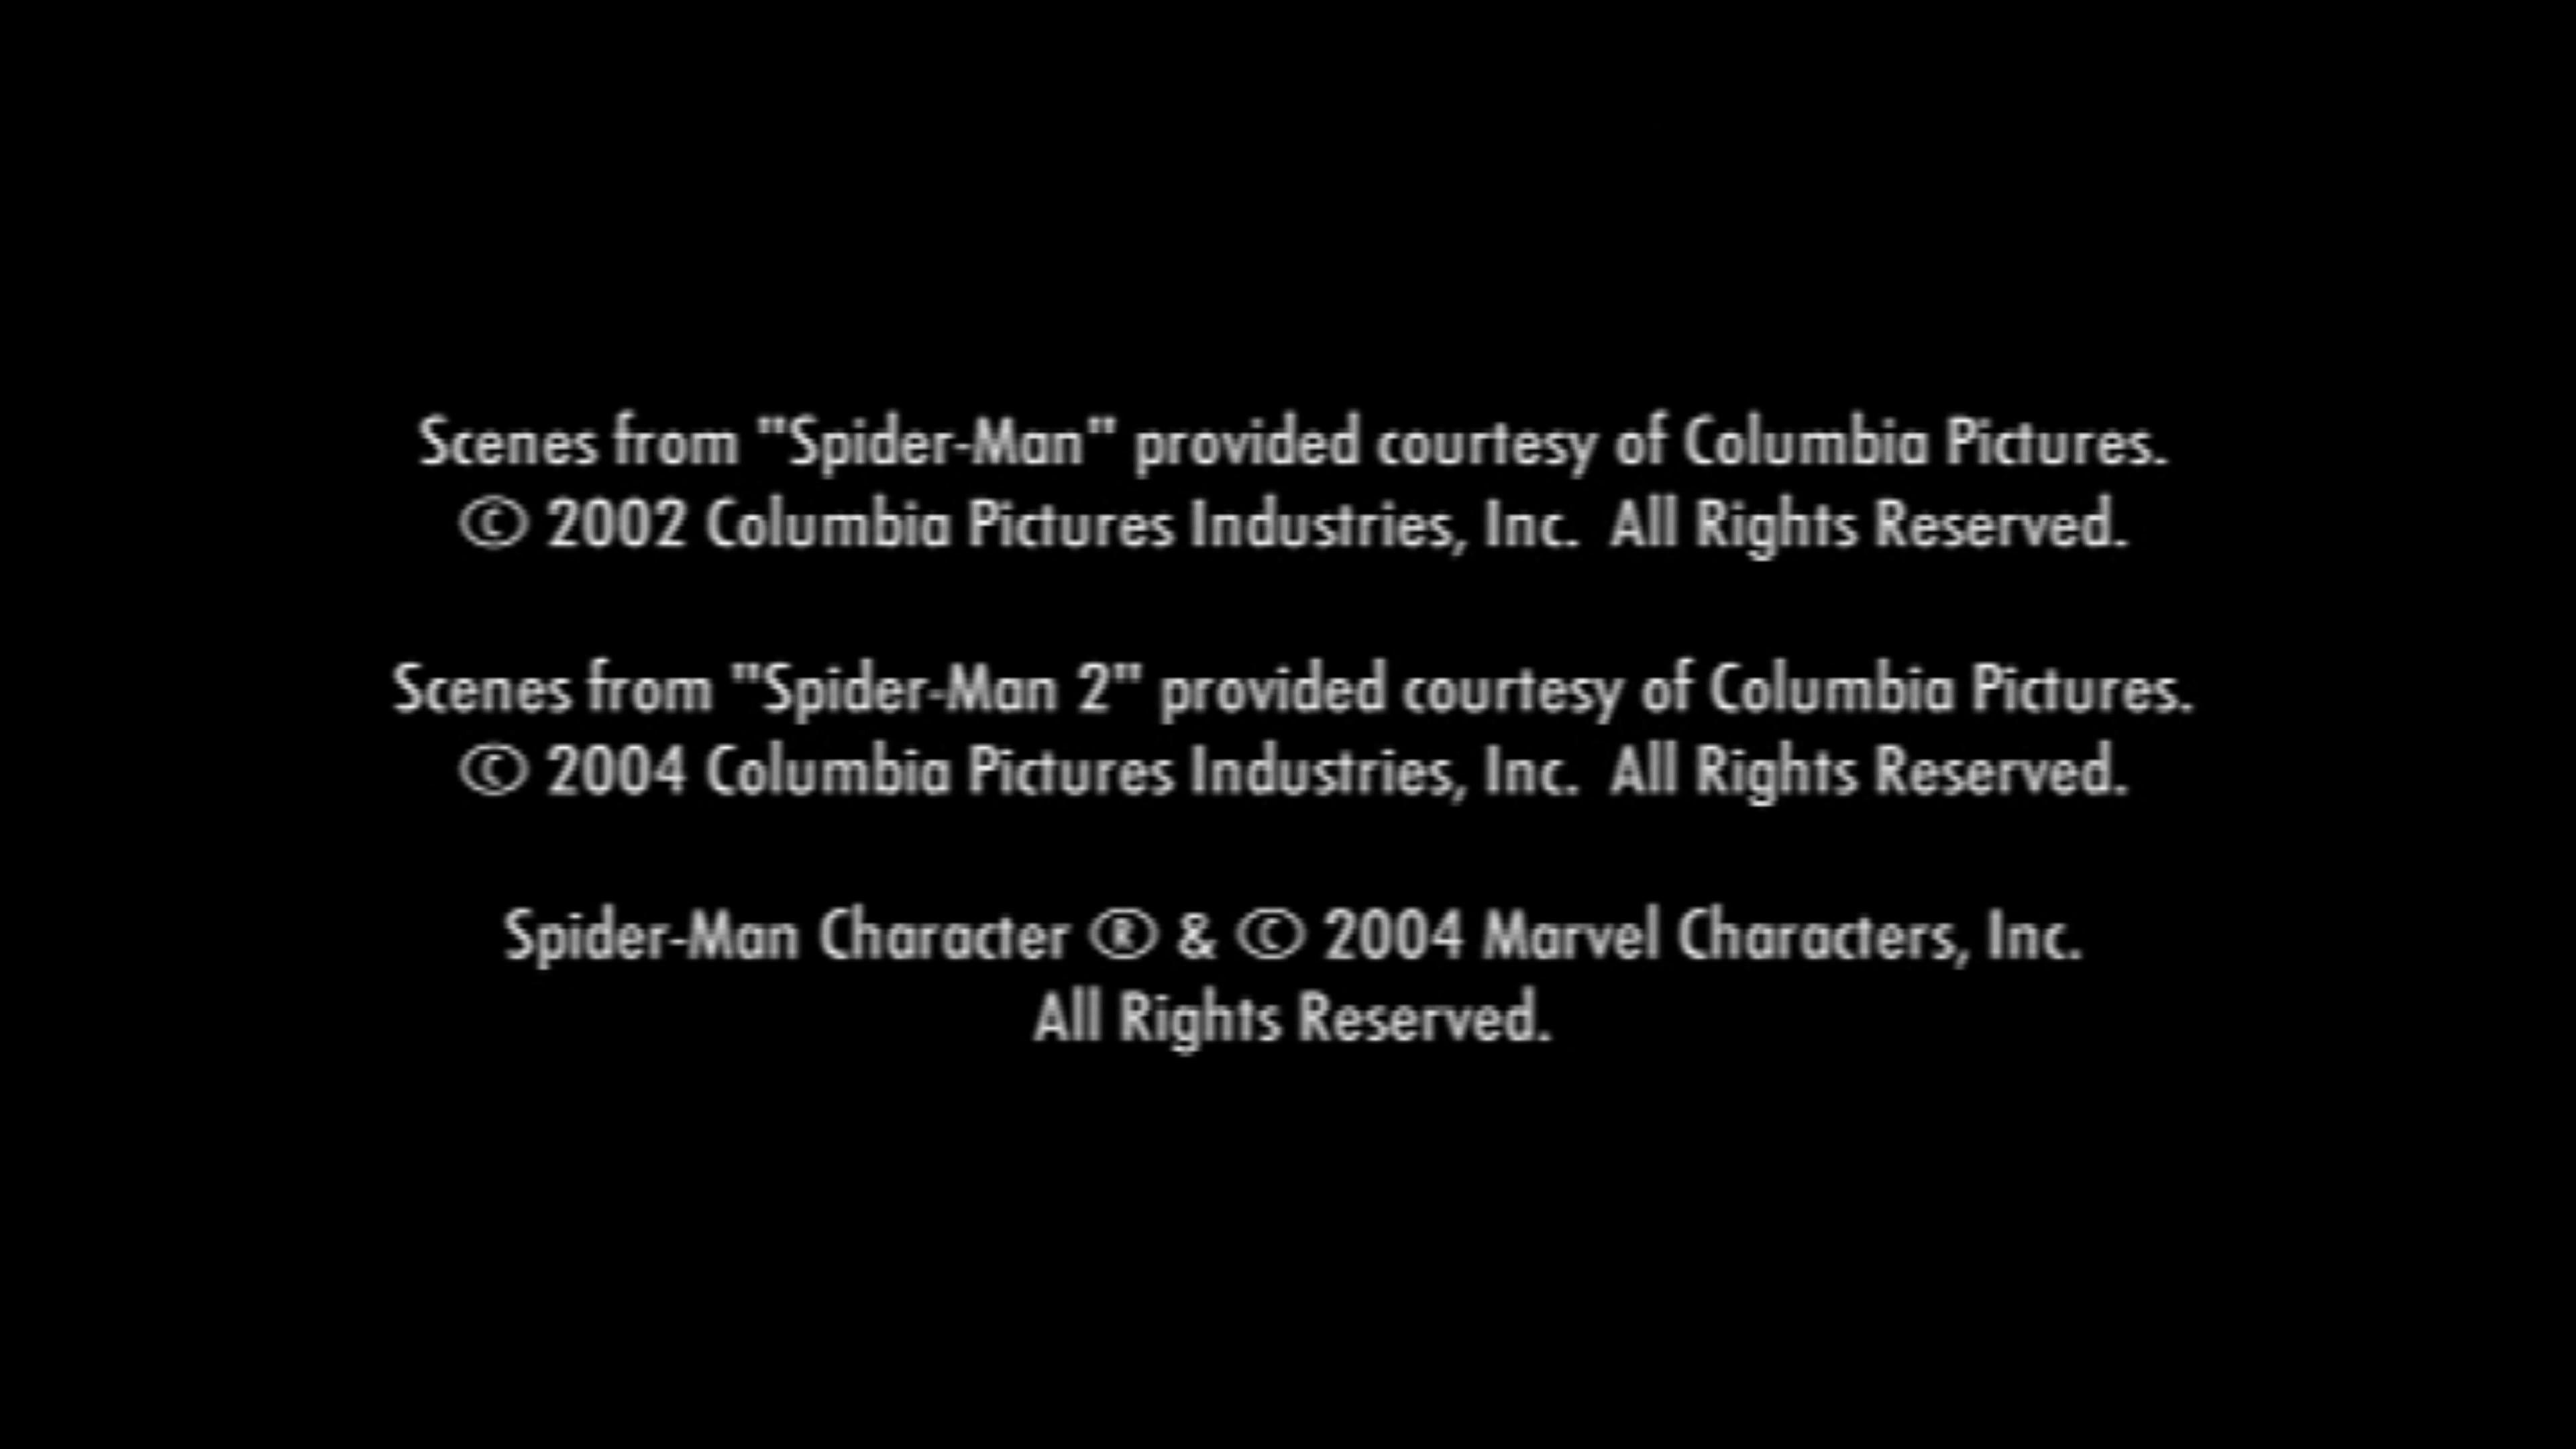 Scenes from "Spider-Man" provided courtesy of Columbia Pictures.
© 2002 Columbia Pictures Industries, Inc.  All Rights Reserved.
Scenes from "Spider-Man 2" provided courtesy of Columbia Pictures.
© 2004 Columbia Pictures Industries, Inc.  All Rights Reserved.
Spider-Man Character ® & © 2004 Marvel Characters, Inc.
All Rights Reserved.